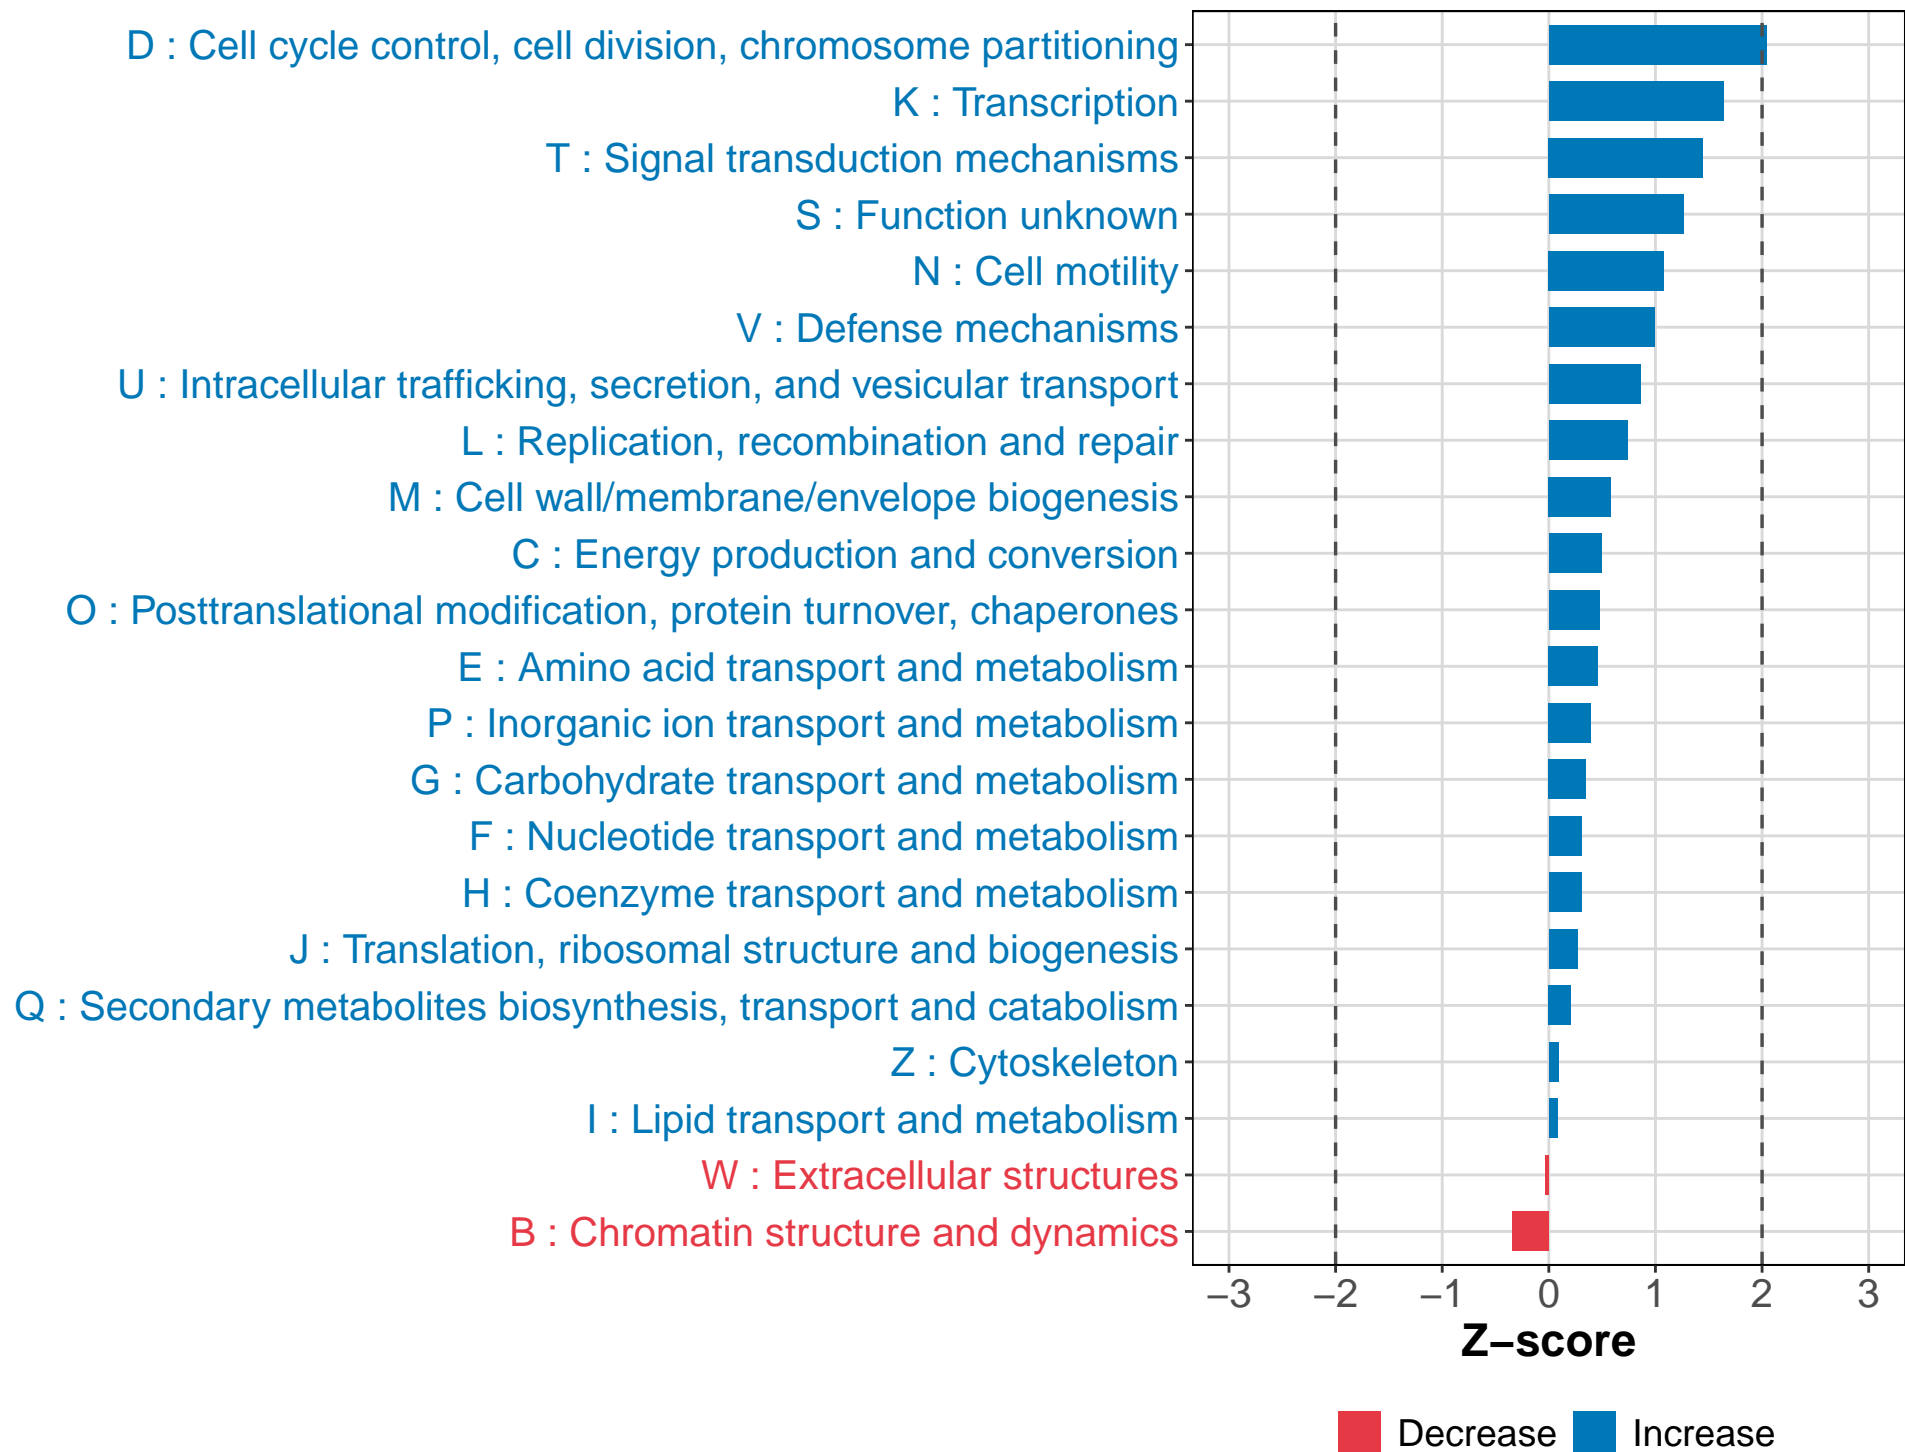 D : Cell cycle control, cell division, chromosome partitioning
K : Transcription
T : Signal transduction mechanisms
S : Function unknown
N : Cell motility
V : Defense mechanisms
U : Intracellular trafficking, secretion, and vesicular transport
L : Replication, recombination and repair
M : Cell wall/membrane/envelope biogenesis
C : Energy production and conversion
O : Posttranslational modification, protein turnover, chaperones
E : Amino acid transport and metabolism
P : Inorganic ion transport and metabolism
G : Carbohydrate transport and metabolism
F : Nucleotide transport and metabolism
H : Coenzyme transport and metabolism
J : Translation, ribosomal structure and biogenesis
Q : Secondary metabolites biosynthesis, transport and catabolism
Z : Cytoskeleton
I : Lipid transport and metabolism
W : Extracellular structures
B : Chromatin structure and dynamics
−3 −2 −1 0 1 2 3
Z−score
Decrease Increase